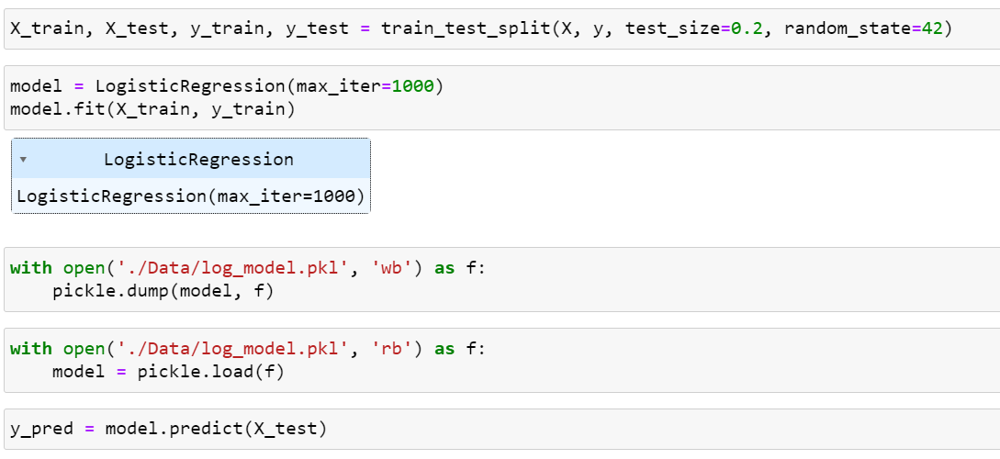 X_train, X_test, y_train, y_test = train_test_split(X, y, test_size=0.2, random_state=42)
model = LogisticRegression(max_iter=1000)
model.fit(X_train, y_train)
LogisticRegression
LogisticRegression(max_iter=1000)
with open('./Data/log_model.pkl', 'wb') as f:
    pickle.dump(model, f)
with open('./Data/log_model.pkl', 'rb') as f:
    model = pickle.load(f)
y_pred = model.predict(X_test)